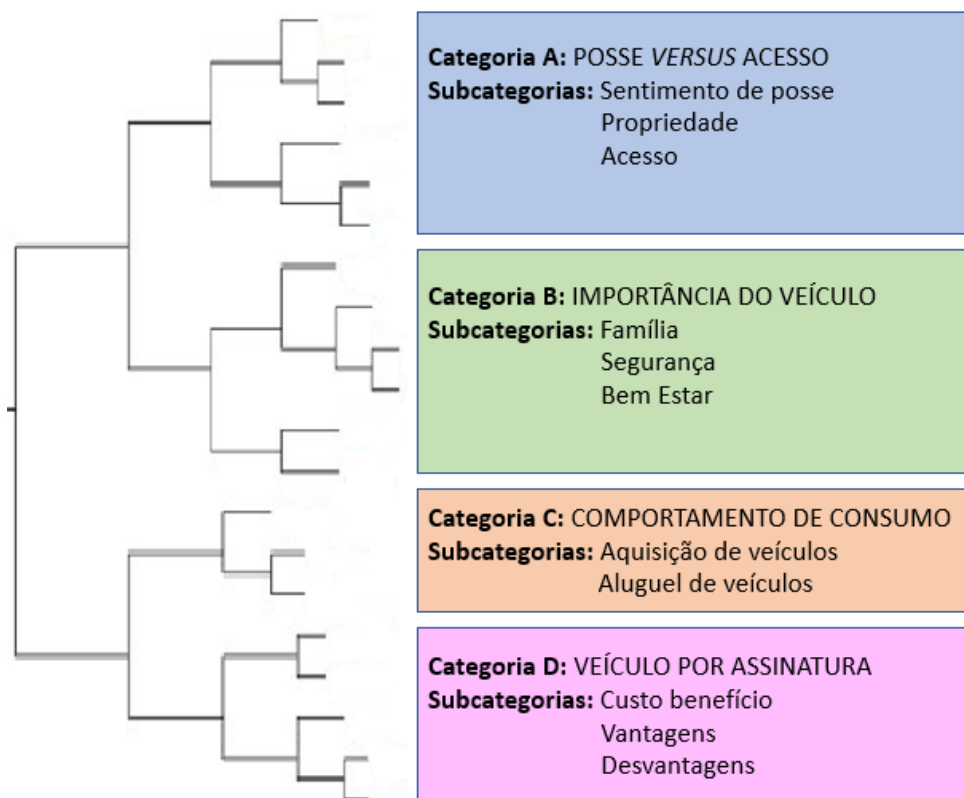 Categoria A: POSSE VERSUS ACESSO
Subcategorias: Sentimento de posse
Propriedade
Acesso
Categoria B: IMPORTÂNCIA DO VEÍCULO
Subcategorias: Família
Segurança
Bem Estar
Categoria C: COMPORTAMENTO DE CONSUMO
Subcategorias: Aquisição de veículos
Aluguel de veículos
Categoria D: VEÍCULO POR ASSINATURA
Subcategorias: Custo benefício
Vantagens
Desvantagens